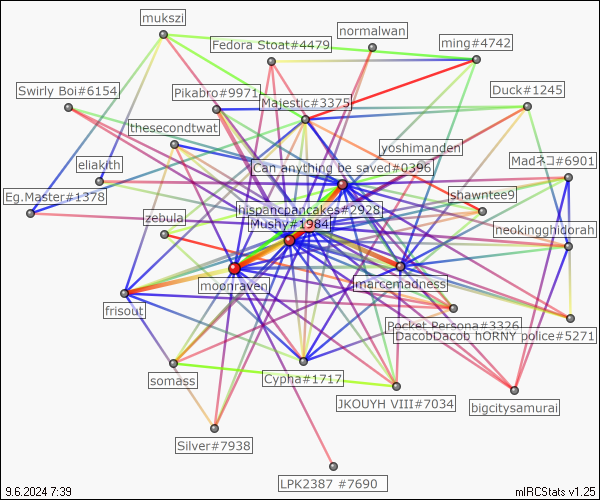 mukszi
normalwan
Fedora Stoat#4479
ming#4742
Swirly Boi#6154
Pikabro#9971
Majestic#3375
Duck#1245
thesecondtwat
yoshimanden
eliakith
Can anything be saved#0396
Madネコ#6901
Eg.Master#1378
shawntee9
zebula
hispancpancakes#2928
Mushy#1984
neokingghidorah
moonraven
marcemadness
frisout
Pocket Persona#3326
DacobDacob hORNY police#5271
somass
Cypha#1717
JKOUYH VIII#7034
bigcitysamurai
Silver#7938
LPK2387 #7690
9.6.2024 7:39
mIRCStats v1.25